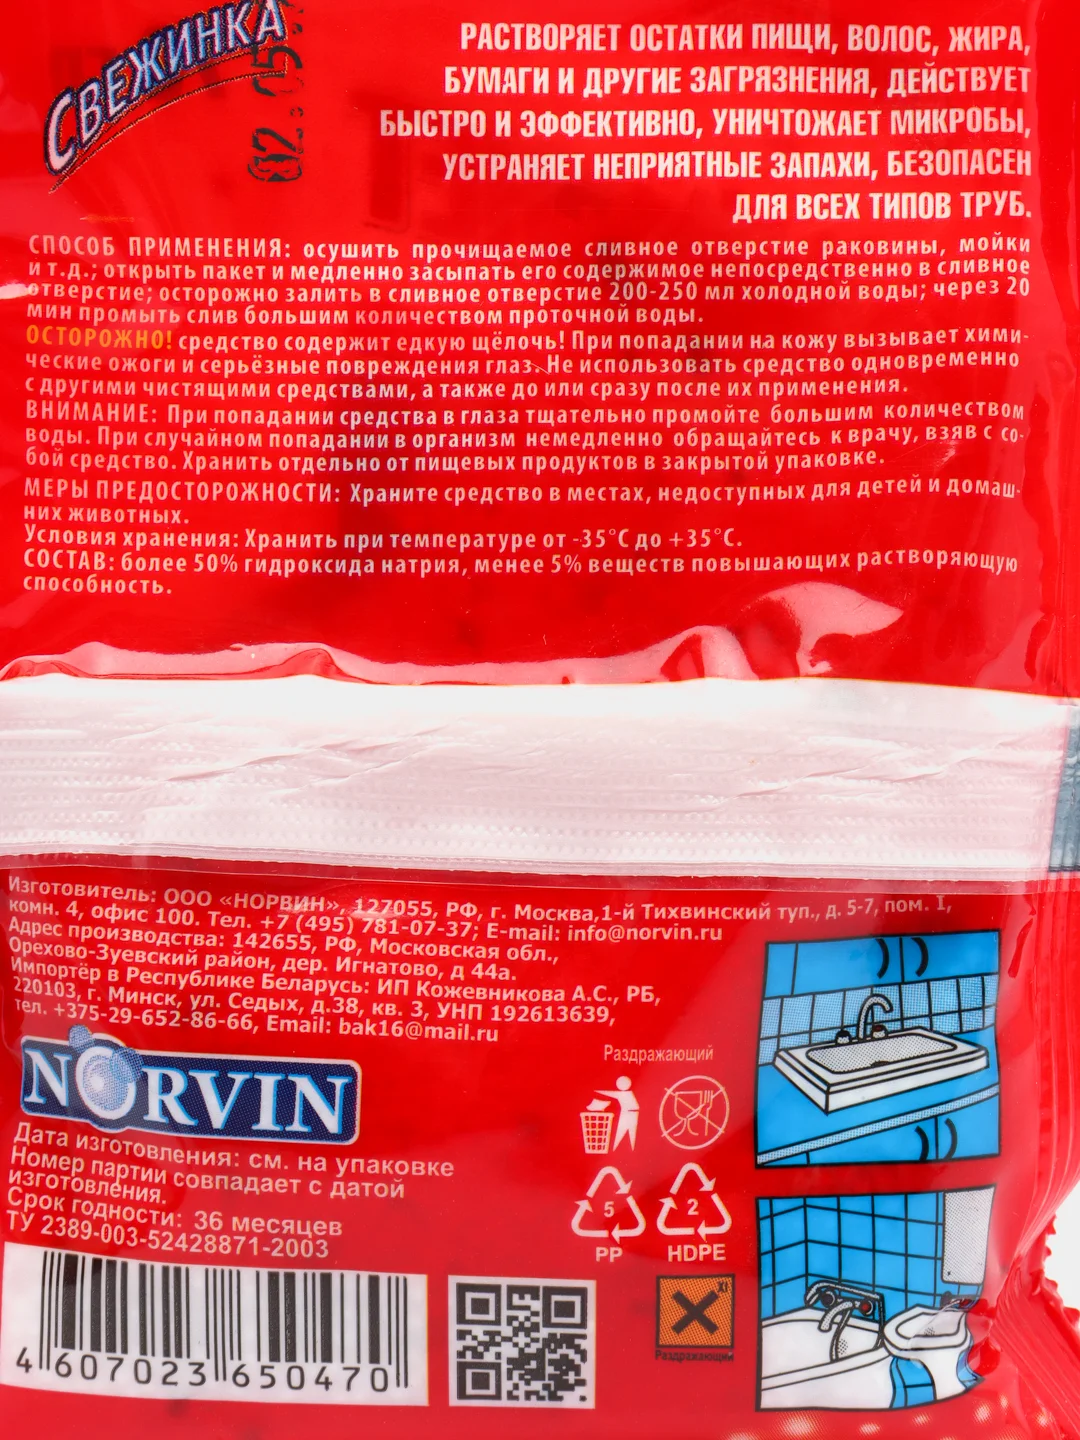 СВЕЖИНКА
РАСТВОРЯЕТ ОСТАТКИ ПИЩИ, ВОЛОС, ЖИРА,
БУМАГИ И ДРУГИЕ ЗАГРЯЗНЕНИЯ, ДЕЙСТВУЕТ
БЫСТРО И ЭФФЕКТИВНО, УНИЧТОЖАЕТ МИКРОБЫ,
УСТРАНЯЕТ НЕПРИЯТНЫЕ ЗАПАХИ, БЕЗОПАСЕН
ДЛЯ ВСЕХ ТИПОВ ТРУБ.
СПОСОБ ПРИМЕНЕНИЯ: осушить прочищаемое сливное отверстие раковины, мойки
и т.д.; открыть пакет и медленно засыпать его содержимое непосредственно в сливное
отверстие; осторожно залить в сливное отверстие 200-250 мл холодной воды; через 20
мин промыть слив большим количеством проточной воды.
ОСТОРОЖНО! средство содержит едкую щёлочь! При попадании на кожу вызывает хими-
ческие ожоги и серьёзные повреждения глаз. Не использовать средство одновременно
с другими чистящими средствами, а также до или сразу после их применения.
ВНИМАНИЕ: При попадании средства в глаза тщательно промойте большим количеством
воды. При случайном попадании в организм немедленно обращайтесь к врачу, взяв с со-
бой средство. Хранить отдельно от пищевых продуктов в закрытой упаковке.
МЕРЫ ПРЕДОСТОРОЖНОСТИ: Храните средство в местах, недоступных для детей и домаш-
них животных.
Условия хранения: Хранить при температуре от -35°С до +35°С.
СОСТАВ: более 50% гидроксида натрия, менее 5% веществ повышающих растворяющую
способность.
Изготовитель: ООО «НОРВИН», 127055, РФ, г. Москва,1-й Тихвинский туп., д. 5-7, пом. I,
комн. 4, офис 100. Тел. +7 (495) 781-07-37; E-mail: info@norvin.ru
Адрес производства: 142655, РФ, Московская обл.,
Орехово-Зуевский район, дер. Игнатово, д 44а.
Импортёр в Республике Беларусь: ИП Кожевникова А.С., РБ,
220103, г. Минск, ул. Седых, д.38, кв. 3, УНП 192613639,
тел. +375-29-652-86-66, Email: bak16@mail.ru
NORVIN
Раздражающий
Дата изготовления: см. на упаковке
Номер партии совпадает с датой
изготовления.
Срок годности: 36 месяцев
ТУ 2389-003-52428871-2003
5
PP
2
HDPE
Xi
Раздражающий
4 607023 650470